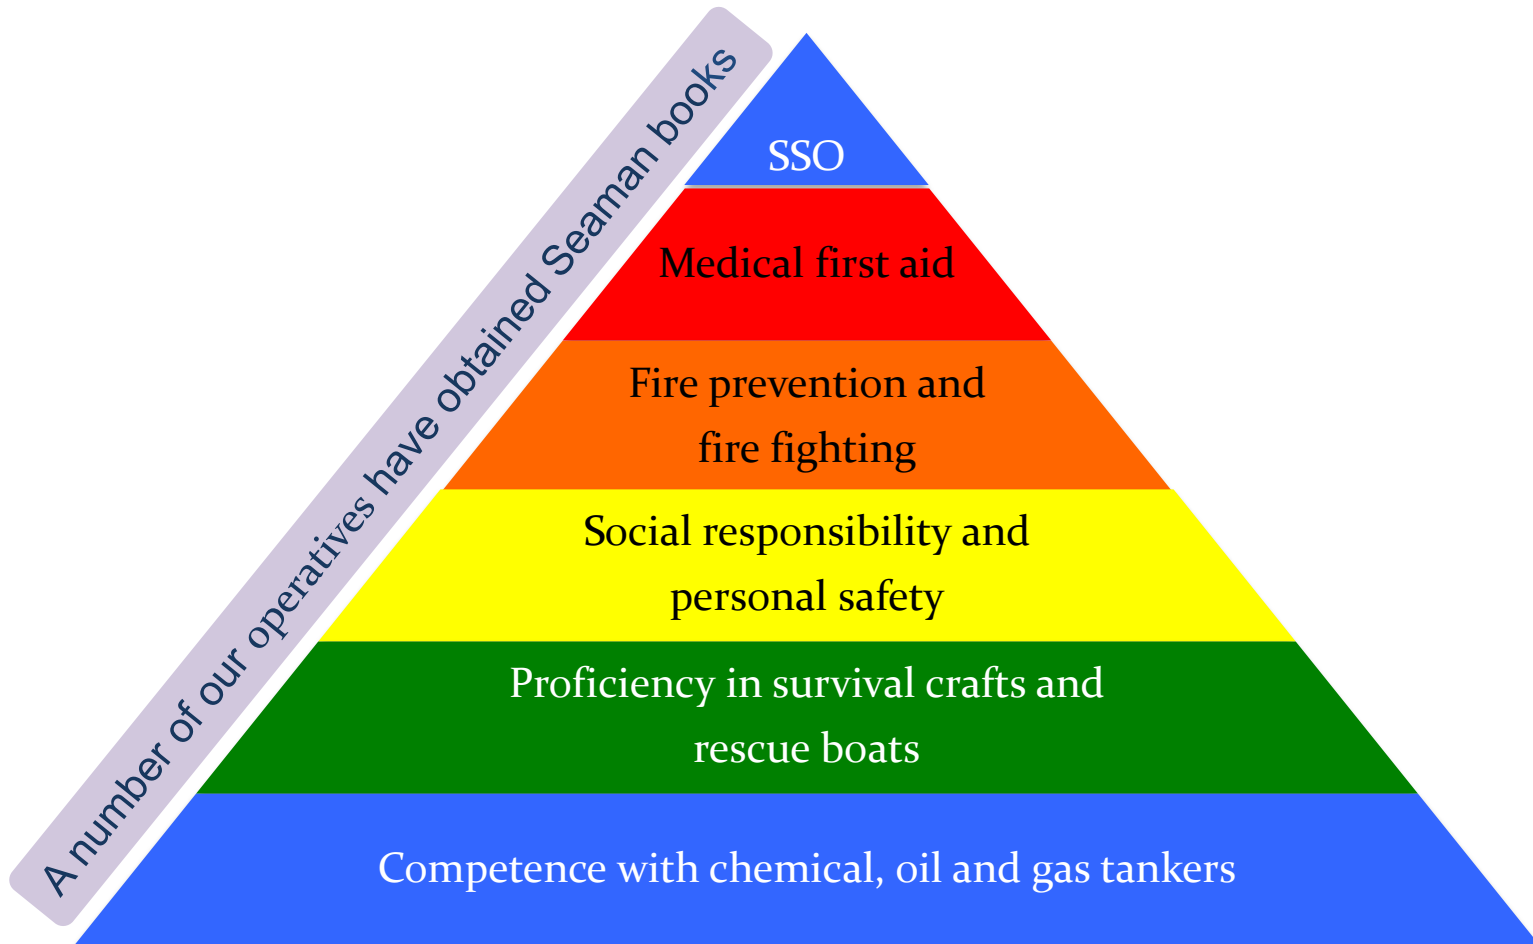 A number of our operatives have obtained Seaman books
SSO
Medical first aid
Fire prevention and
fire fighting
Social responsibility and
personal safety
Proficiency in survival crafts and
rescue boats
Competence with chemical, oil and gas tankers